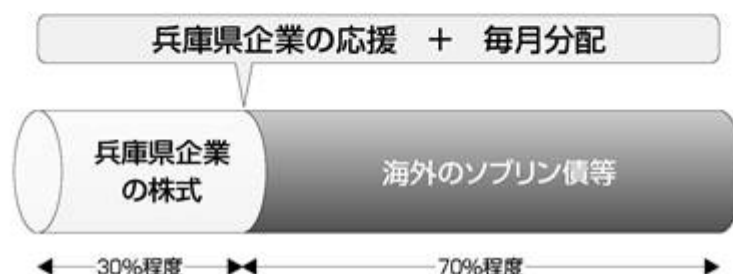 兵庫県企業の応援 ＋ 毎月分配
兵庫県企業
の株式
海外のソブリン債等
30%程度
70%程度